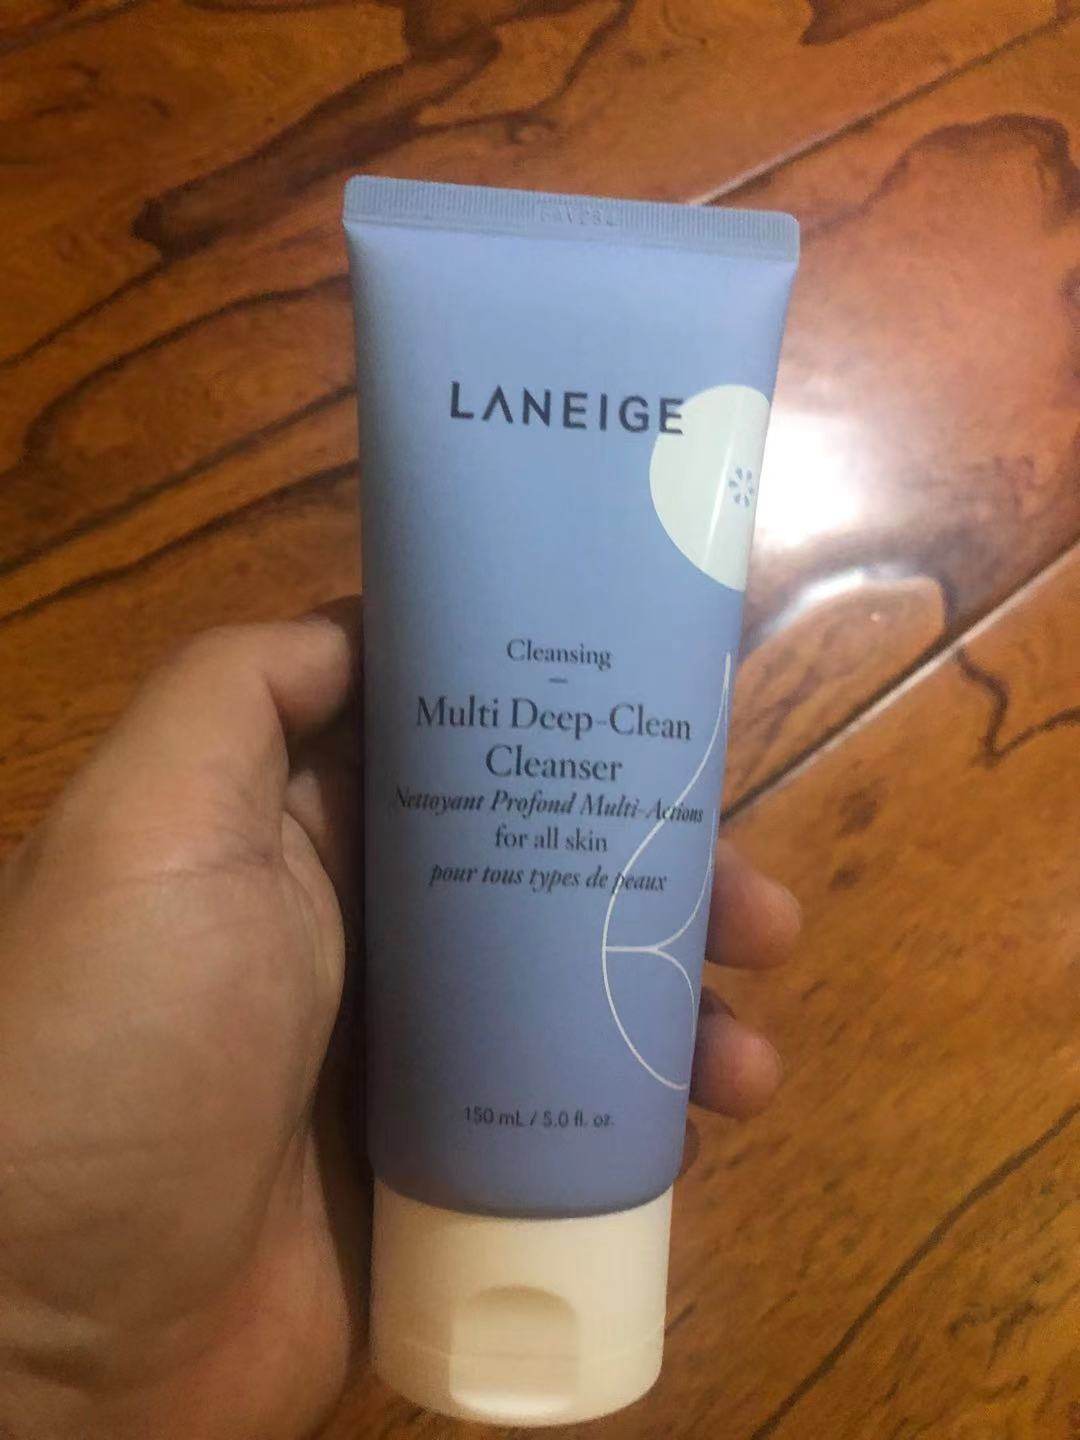 LANEIGE
Cleansing
Multi Deep-Clean
Cleanser
Nettoyant Profond Multi-Actions
for all skin
pour tous types de peaux
150 mL / 5.0 fl. oz.